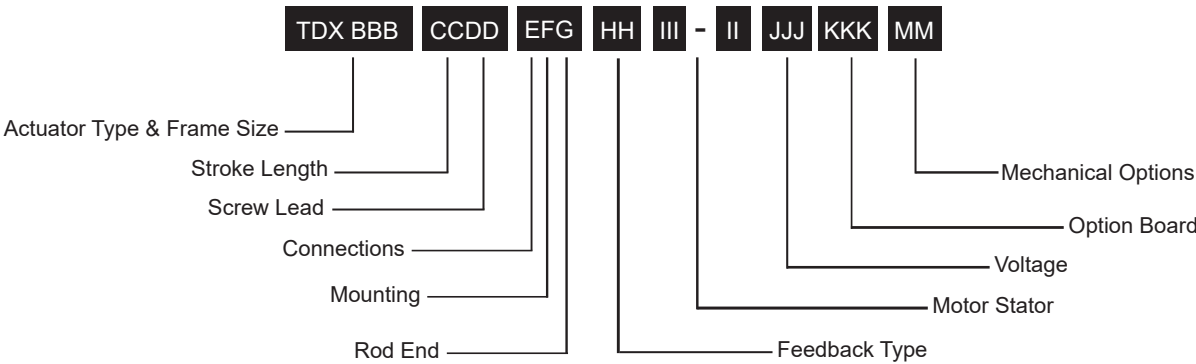 TDX BBB CCDD EFG HH III - II JJJ KKK MM
Actuator Type & Frame Size
Stroke Length
Mechanical Options
Screw Lead
Option Board
Connections
Voltage
Mounting
Motor Stator
Rod End
Feedback Type